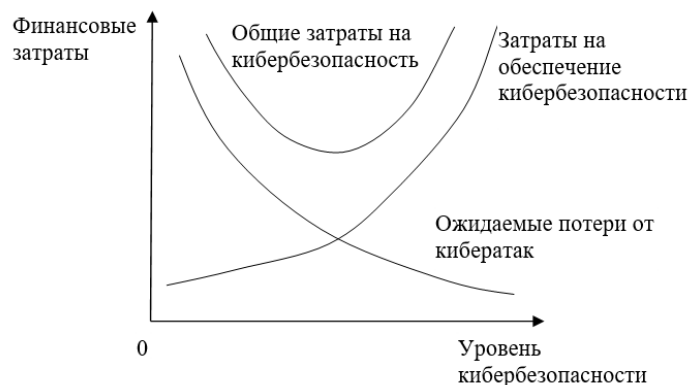 Финансовые
затраты
Общие затраты на
кибербезопасность
Затраты на
обеспечение
кибербезопасности
Ожидаемые потери от
кибератак
0
Уровень
кибербезопасности